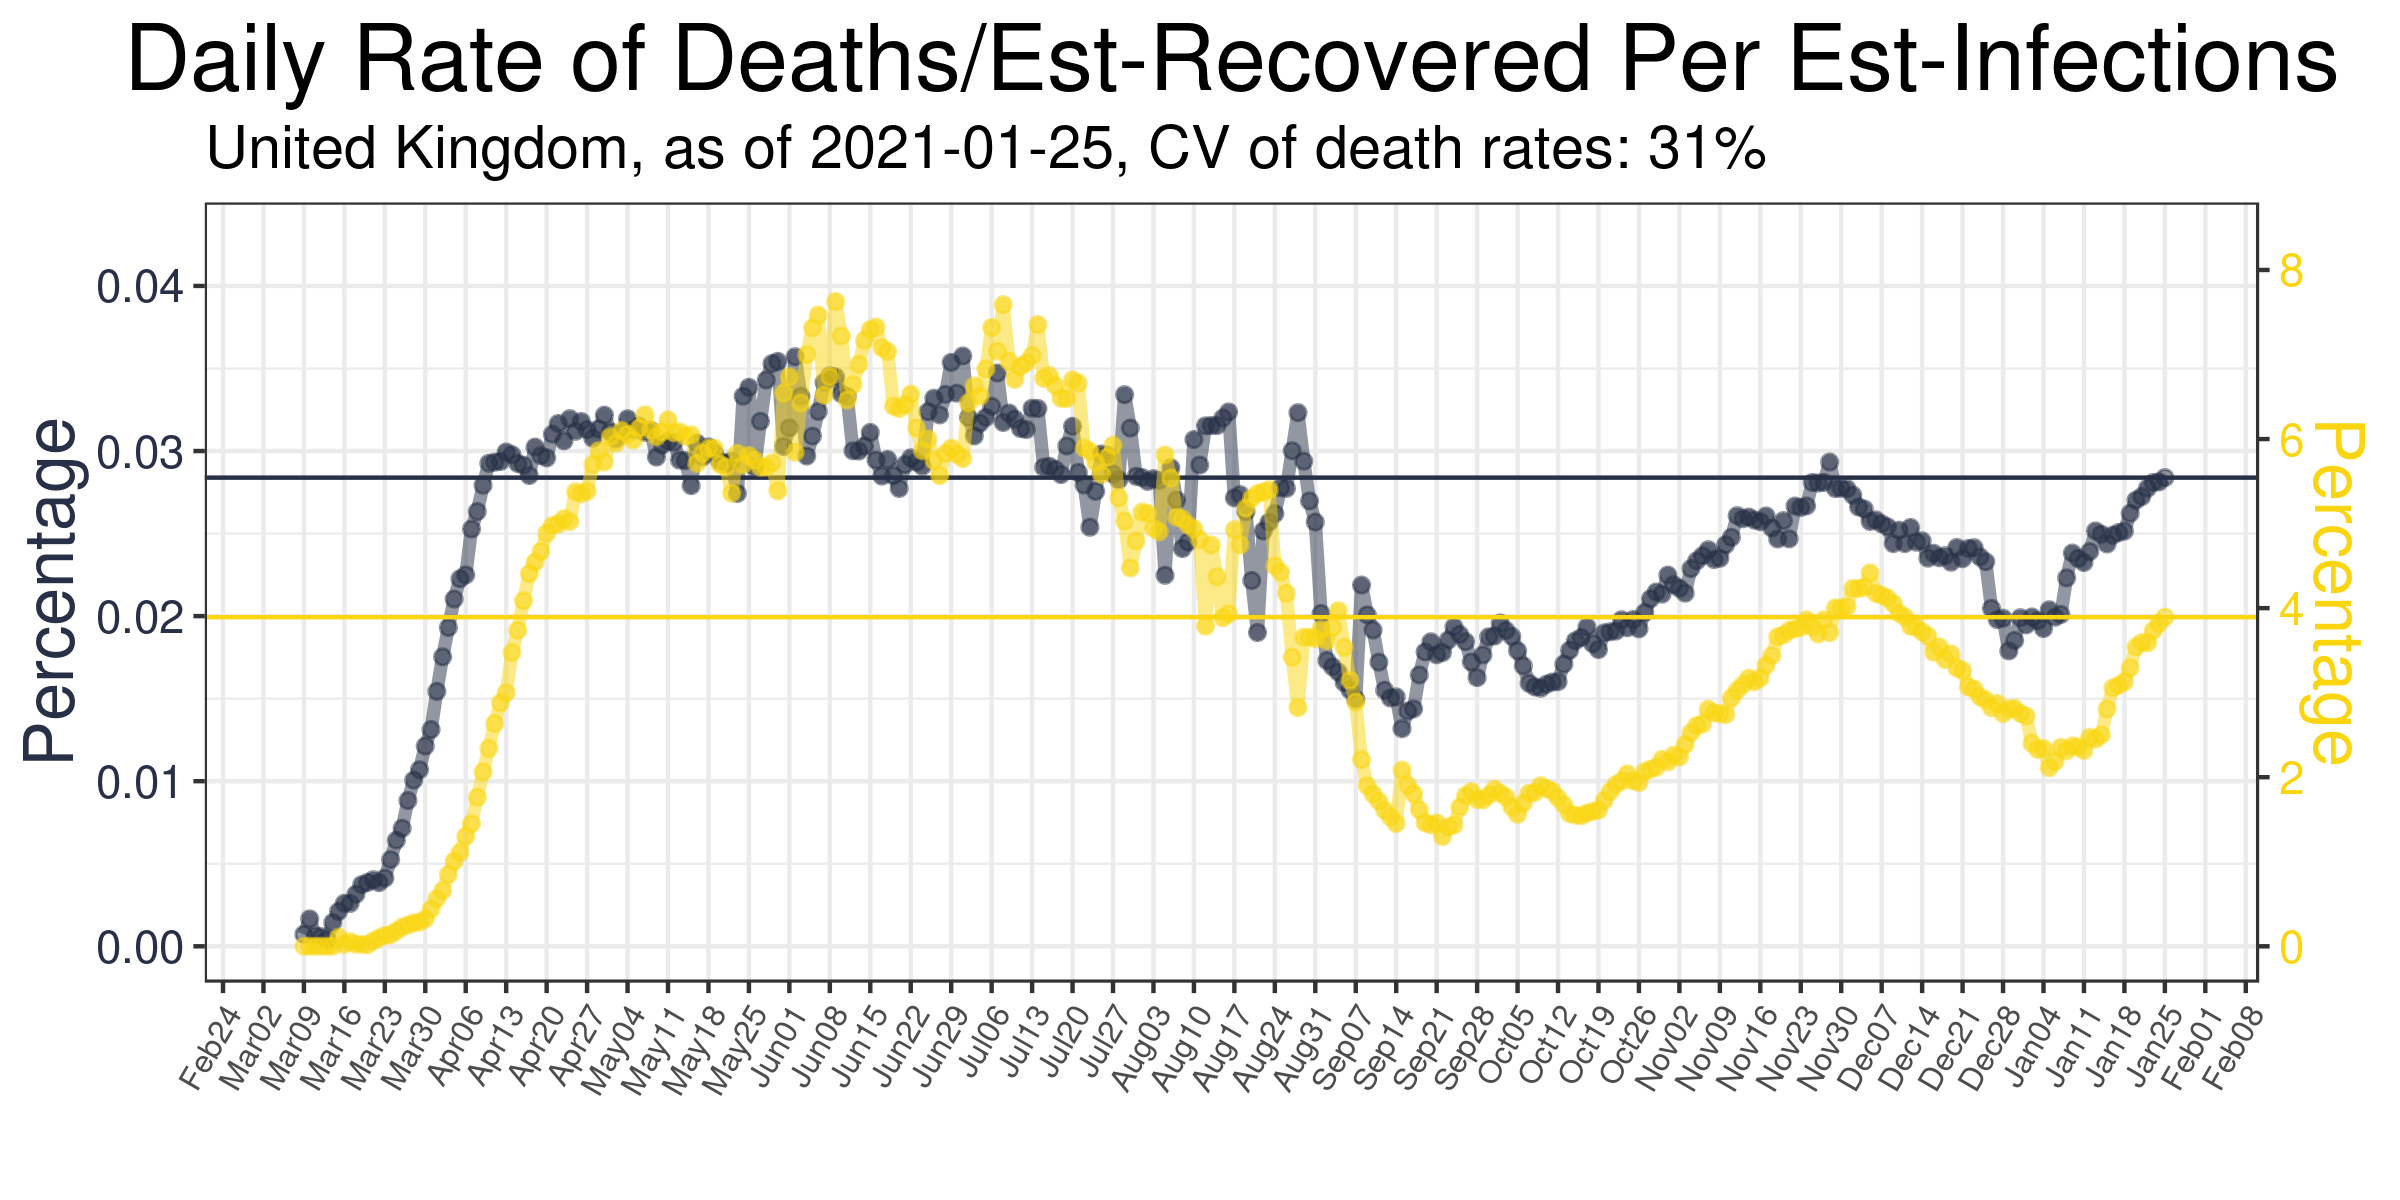 Daily Rate of Deaths/Est-Recovered Per Est-Infections
United Kingdom, as of 2021-01-25, CV of death rates: 31%
Percentage
0.04
0.03
0.02
0.01
0.00
8
6
4
2
0
Percentage
Feb24 Mar02 Mar09 Mar16 Mar23 Mar30 Apr06 Apr13 Apr20 Apr27 May04 May11 May18 May25 Jun01 Jun08 Jun15 Jun22 Jun29 Jul06 Jul13 Jul20 Jul27 Aug03 Aug10 Aug17 Aug24 Aug31 Sep07 Sep14 Sep21 Sep28 Oct05 Oct12 Oct19 Oct26 Nov02 Nov09 Nov16 Nov23 Nov30 Dec07 Dec14 Dec21 Dec28 Jan04 Jan11 Jan18 Jan25 Feb01 Feb08